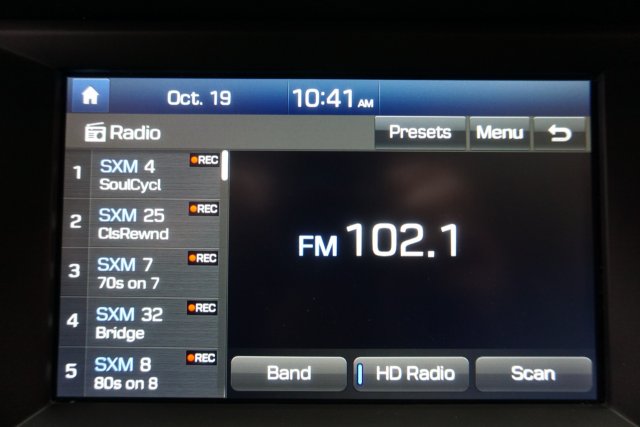 Oct. 19 10:41 AM
Radio Presets Menu
1 SXM 4 REC
SoulCycl
2 SXM 25 REC
ClsRewnd
3 SXM 7 REC
70s on 7
4 SXM 32 REC
Bridge
5 SXM 8 REC
80s on 8
FM 102.1
Band HD Radio Scan